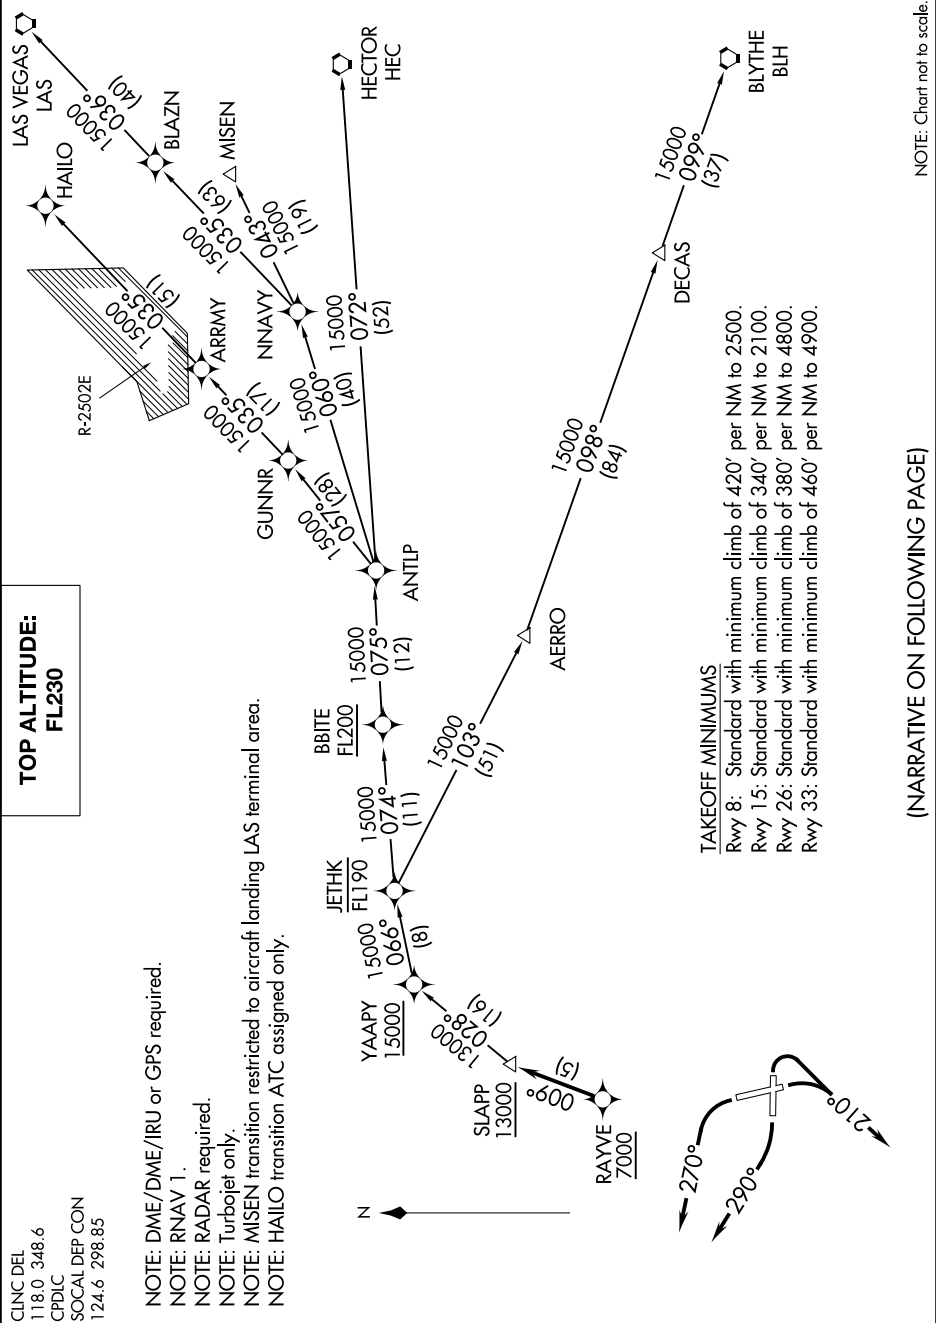 CLNC DEL
118.0 348.6
CPDLC
SOCAL DEP CON
124.6 298.85
TOP ALTITUDE:
FL230
NOTE: DME/DME/IRU or GPS required.
NOTE: RNAV 1.
NOTE: RADAR required.
NOTE: Turbojet only.
NOTE: MISEN transition restricted to aircraft landing LAS terminal area.
NOTE: HAILO transition ATC assigned only.
LAS VEGAS
LAS
15000
036°
(40)
HAILO
BLAZN
MISEN
R-2502E
15000
035°
(51)
ARRMY
15000
035°
(63)
15000
043°
(19)
NNAVY
15000
035°
(17)
GUNNR
15000
060°
(40)
15000
057°
(28)
HECTOR
HEC
15000
072°
(52)
ANTLP
15000
075°
(12)
BBITE
FL200
15000
074°
(11)
JETHK
FL190
15000
066°
(8)
YAAPY
15000
13000
028°
(16)
SLAPP
13000
009°
(5)
RAYVE
7000
15000
103°
(51)
AERRO
15000
098°
(84)
DECAS
15000
099°
(37)
BLYTHE
BLH
N
270°
290°
210°
TAKEOFF MINIMUMS
Rwy 8: Standard with minimum climb of 420' per NM to 2500.
Rwy 15: Standard with minimum climb of 340' per NM to 2100.
Rwy 26: Standard with minimum climb of 380' per NM to 4800.
Rwy 33: Standard with minimum climb of 460' per NM to 4900.
(NARRATIVE ON FOLLOWING PAGE)
NOTE: Chart not to scale.